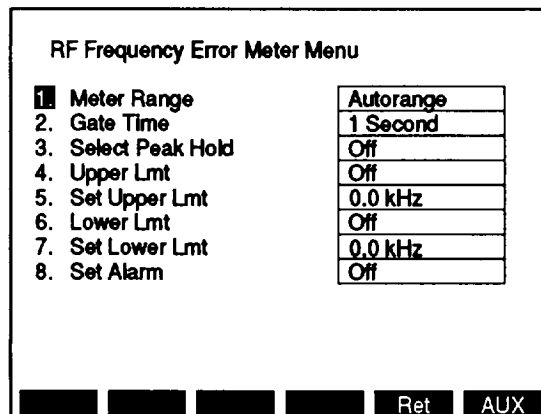 RF Frequency Error Meter Menu
1. Meter Range Autorange
2. Gate Time 1 Second
3. Select Peak Hold Off
4. Upper Lmt Off
5. Set Upper Lmt 0.0 kHz
6. Lower Lmt Off
7. Set Lower Lmt 0.0 kHz
8. Set Alarm Off
Ret AUX